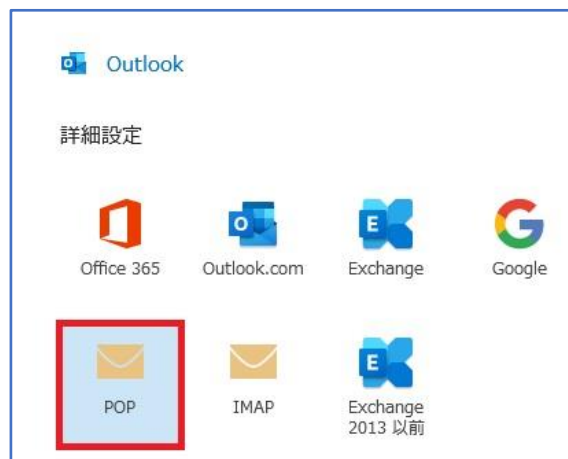 Outlook
詳細設定
Office 365
Outlook.com
Exchange
Google
POP
IMAP
Exchange
2013 以前